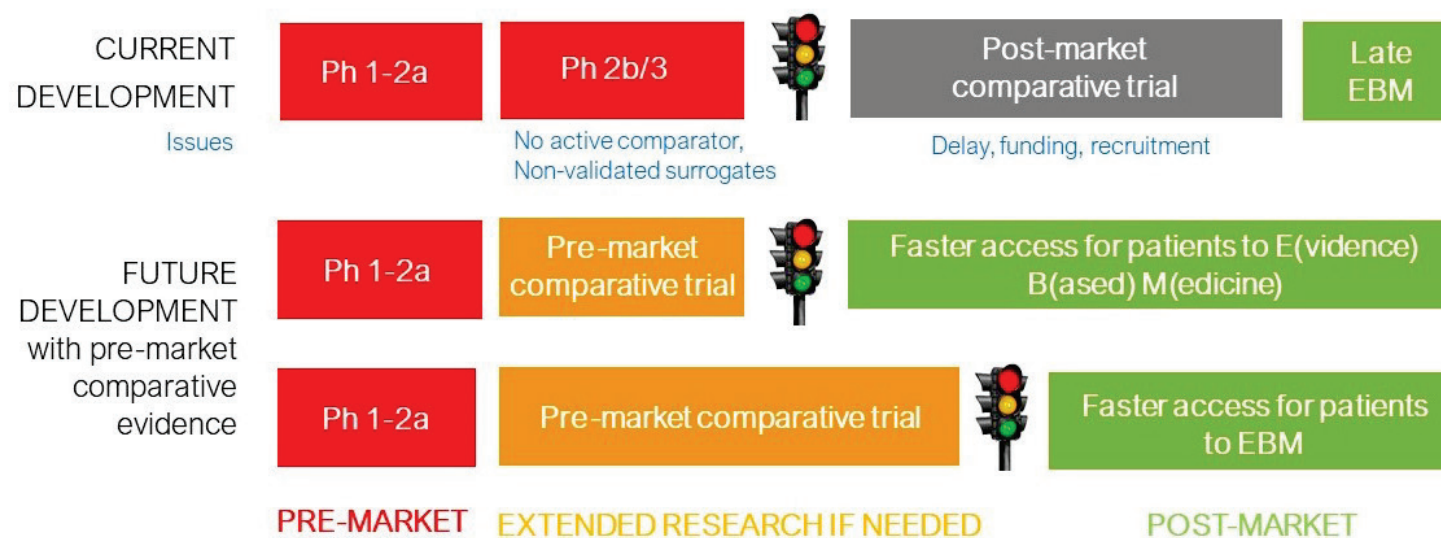 CURRENT
DEVELOPMENT
Issues
Ph 1-2a
Ph 2b/3
No active comparator,
Non-validated surrogates
Post-market
comparative trial
Delay, funding, recruitment
Late
EBM
FUTURE
DEVELOPMENT
with pre-market
comparative
evidence
Ph 1-2a
Pre-market
comparative trial
Faster access for patients to E(vidence)
B(ased) M(edicine)
Ph 1-2a
Pre-market comparative trial
Faster access for patients
to EBM
PRE-MARKET
EXTENDED RESEARCH IF NEEDED
POST-MARKET